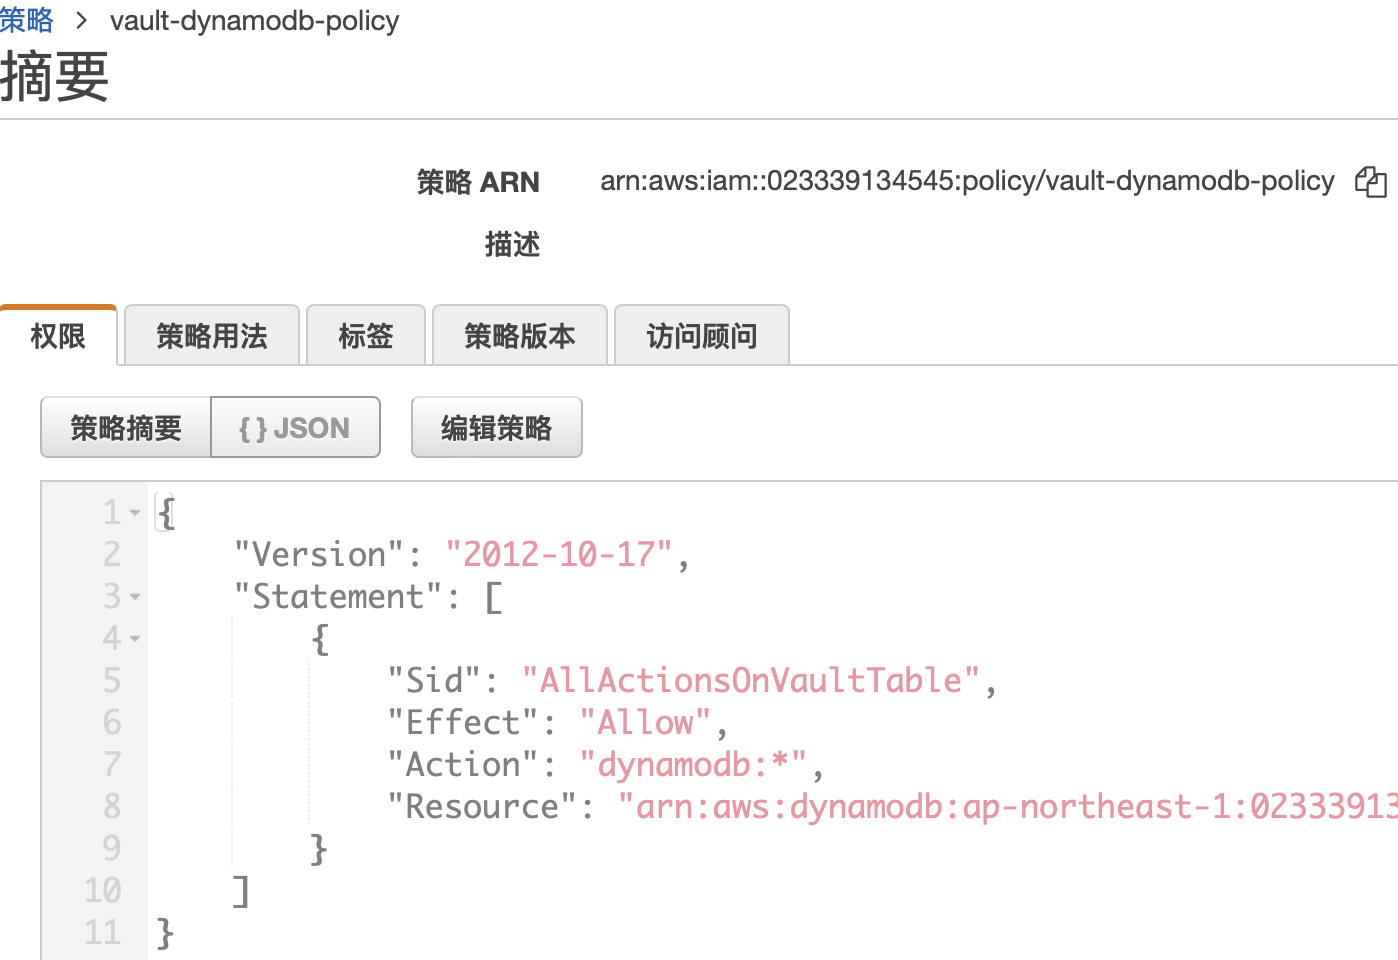 策略 > vault-dynamodb-policy
摘要
策略 ARN arn:aws:iam::023339134545:policy/vault-dynamodb-policy
描述
权限 策略用法 标签 策略版本 访问顾问
策略摘要 { } JSON 编辑策略
1 {
2 "Version": "2012-10-17",
3 "Statement": [
4 {
5 "Sid": "AllActionsOnVaultTable",
6 "Effect": "Allow",
7 "Action": "dynamodb:*",
8 "Resource": "arn:aws:dynamodb:ap-northeast-1:02333913
9 }
10 ]
11 }